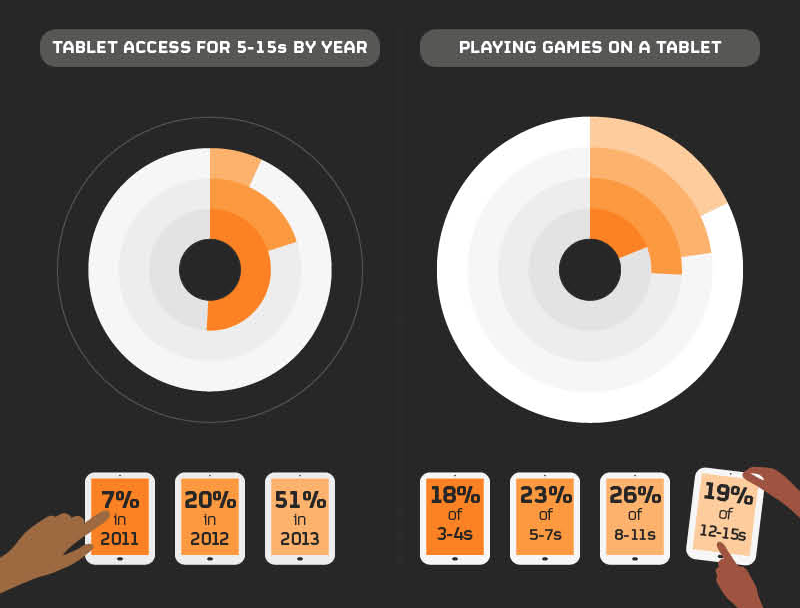 TABLET ACCESS FOR 5-15s BY YEAR
PLAYING GAMES ON A TABLET
7%
in
2011
20%
in
2012
51%
in
2013
18%
of
3-4s
23%
of
5-7s
26%
of
8-11s
19%
of
12-15s